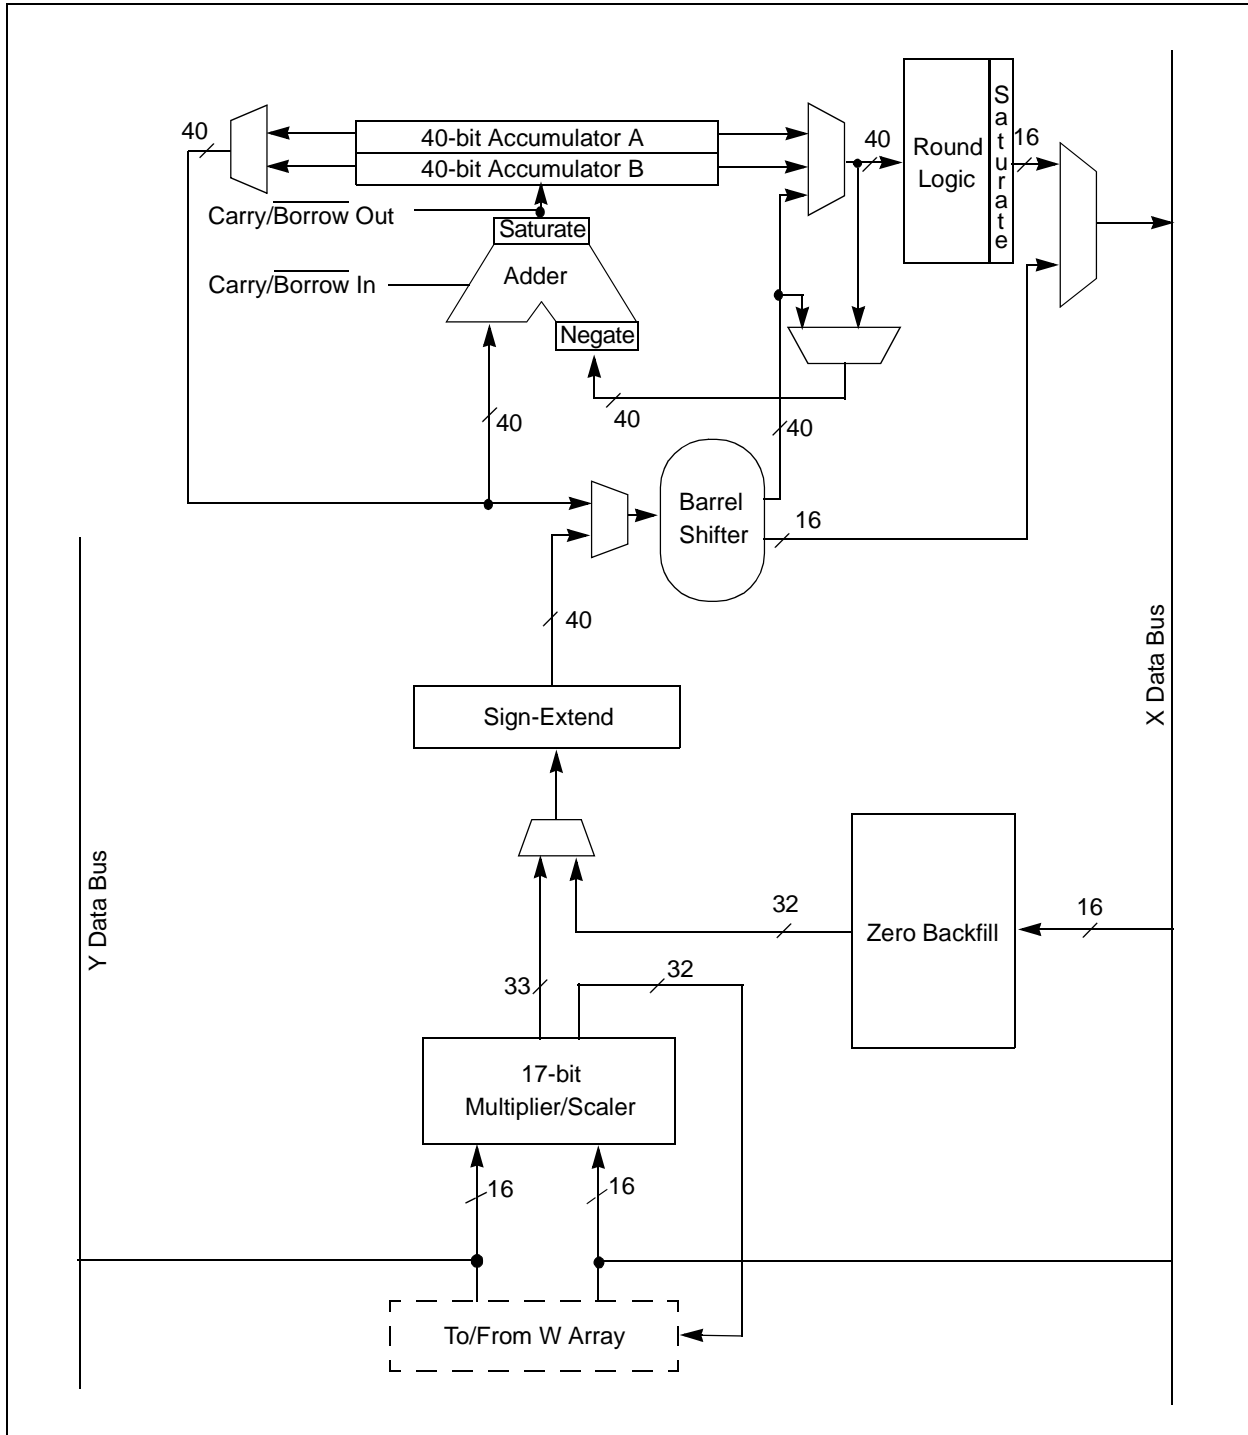 40
40-bit Accumulator A
40-bit Accumulator B
40
Round
Logic
Saturate
16
Carry/Borrow Out
Saturate
Carry/Borrow In
Adder
Negate
40
40
40
Barrel
Shifter
16
40
X Data Bus
Sign-Extend
Y Data Bus
32
Zero Backfill
16
33
32
17-bit
Multiplier/Scaler
16
16
To/From W Array